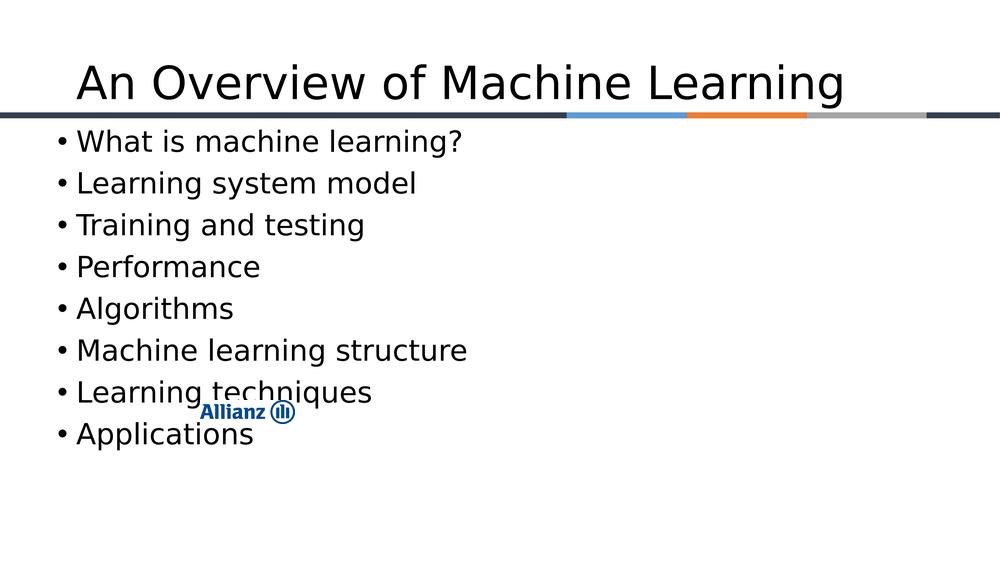 An Overview of Machine Learning
• What is machine learning?
• Learning system model
• Training and testing
• Performance
• Algorithms
• Machine learning structure
• Learning techniques
Allianz
• Applications